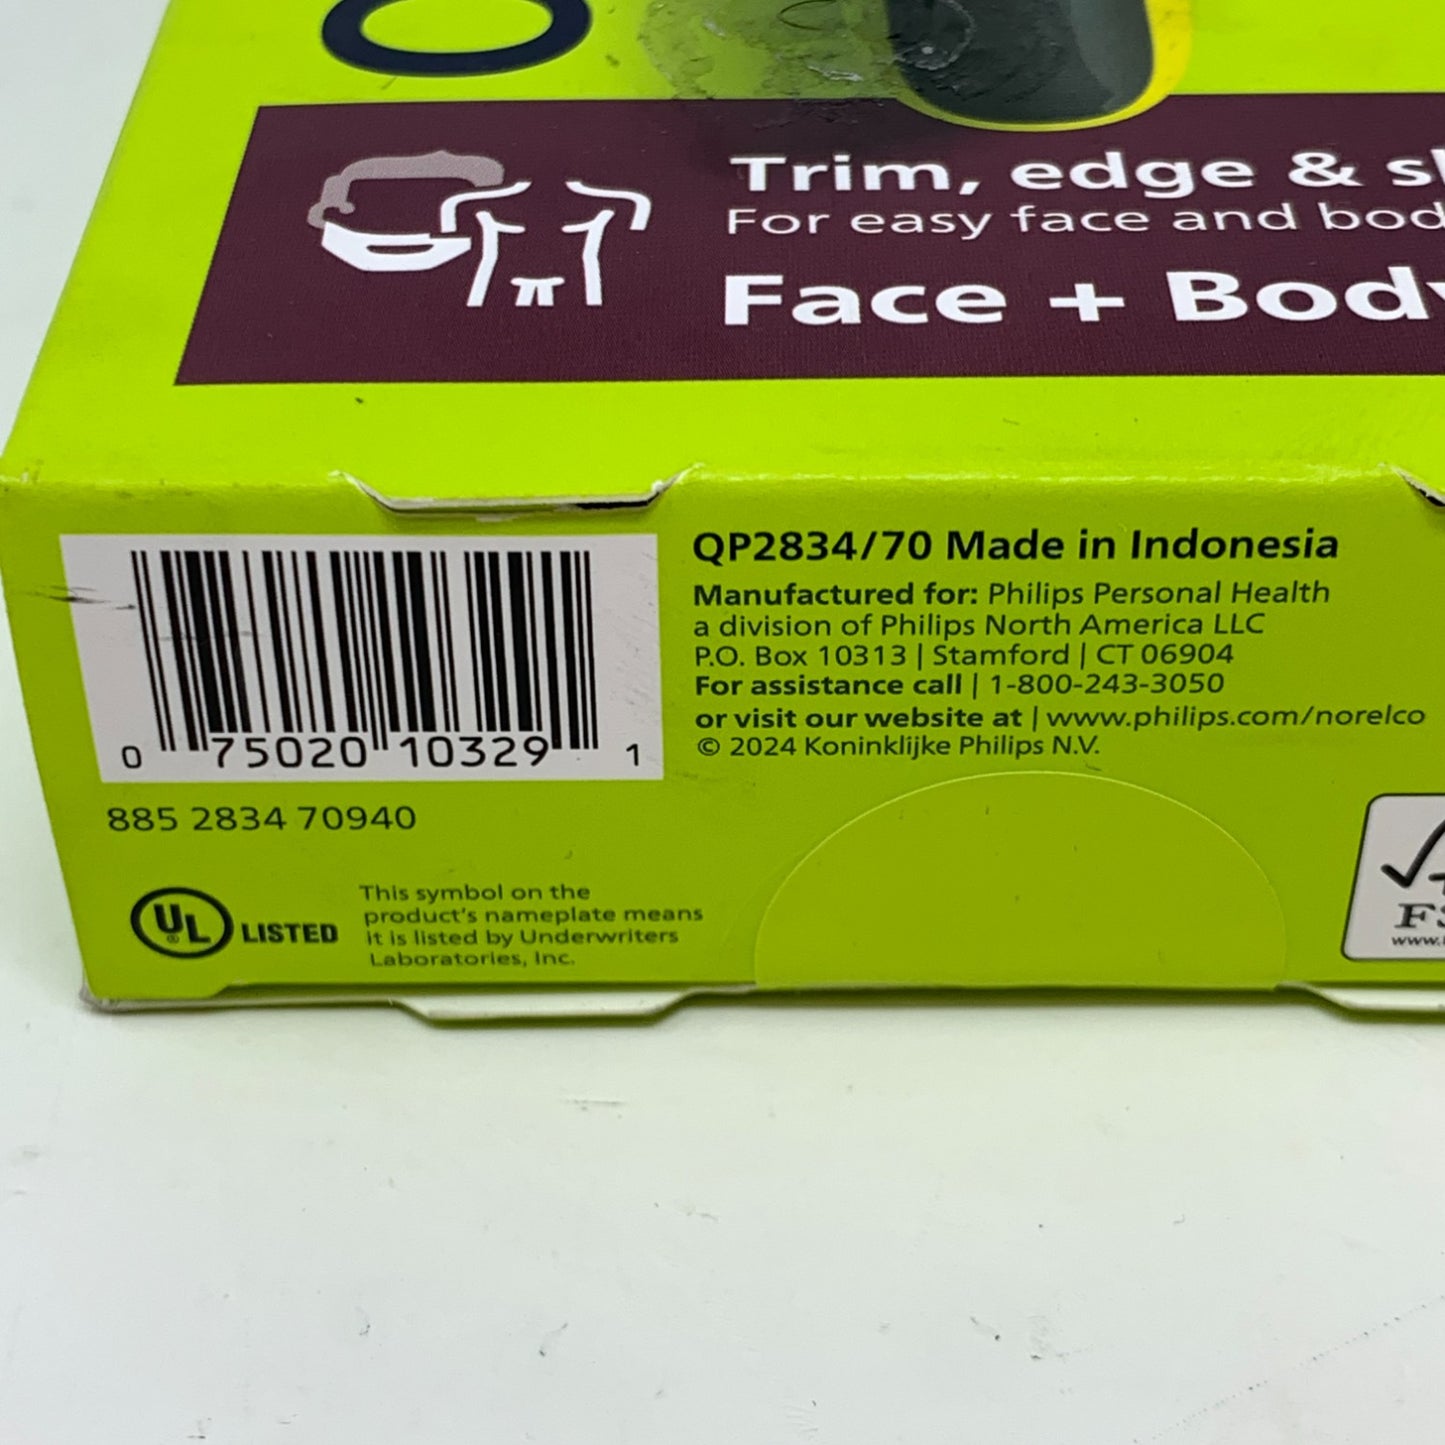 Trim, edge &
For easy face and
Face + Body
QP2834/70 Made in Indonesia
Manufactured for: Philips Personal Health
a division of Philips North America LLC
P.O. Box 10313 | Stamford | CT 06904
For assistance call | 1-800-243-3050
or visit our website at | www.philips.com/norelco
© 2024 Koninklijke Philips N.V.
0 75020 10329 1
885 2834 70940
UL
®
LISTED
This symbol on the
product's nameplate means
it is listed by Underwriters
Laboratories, Inc.